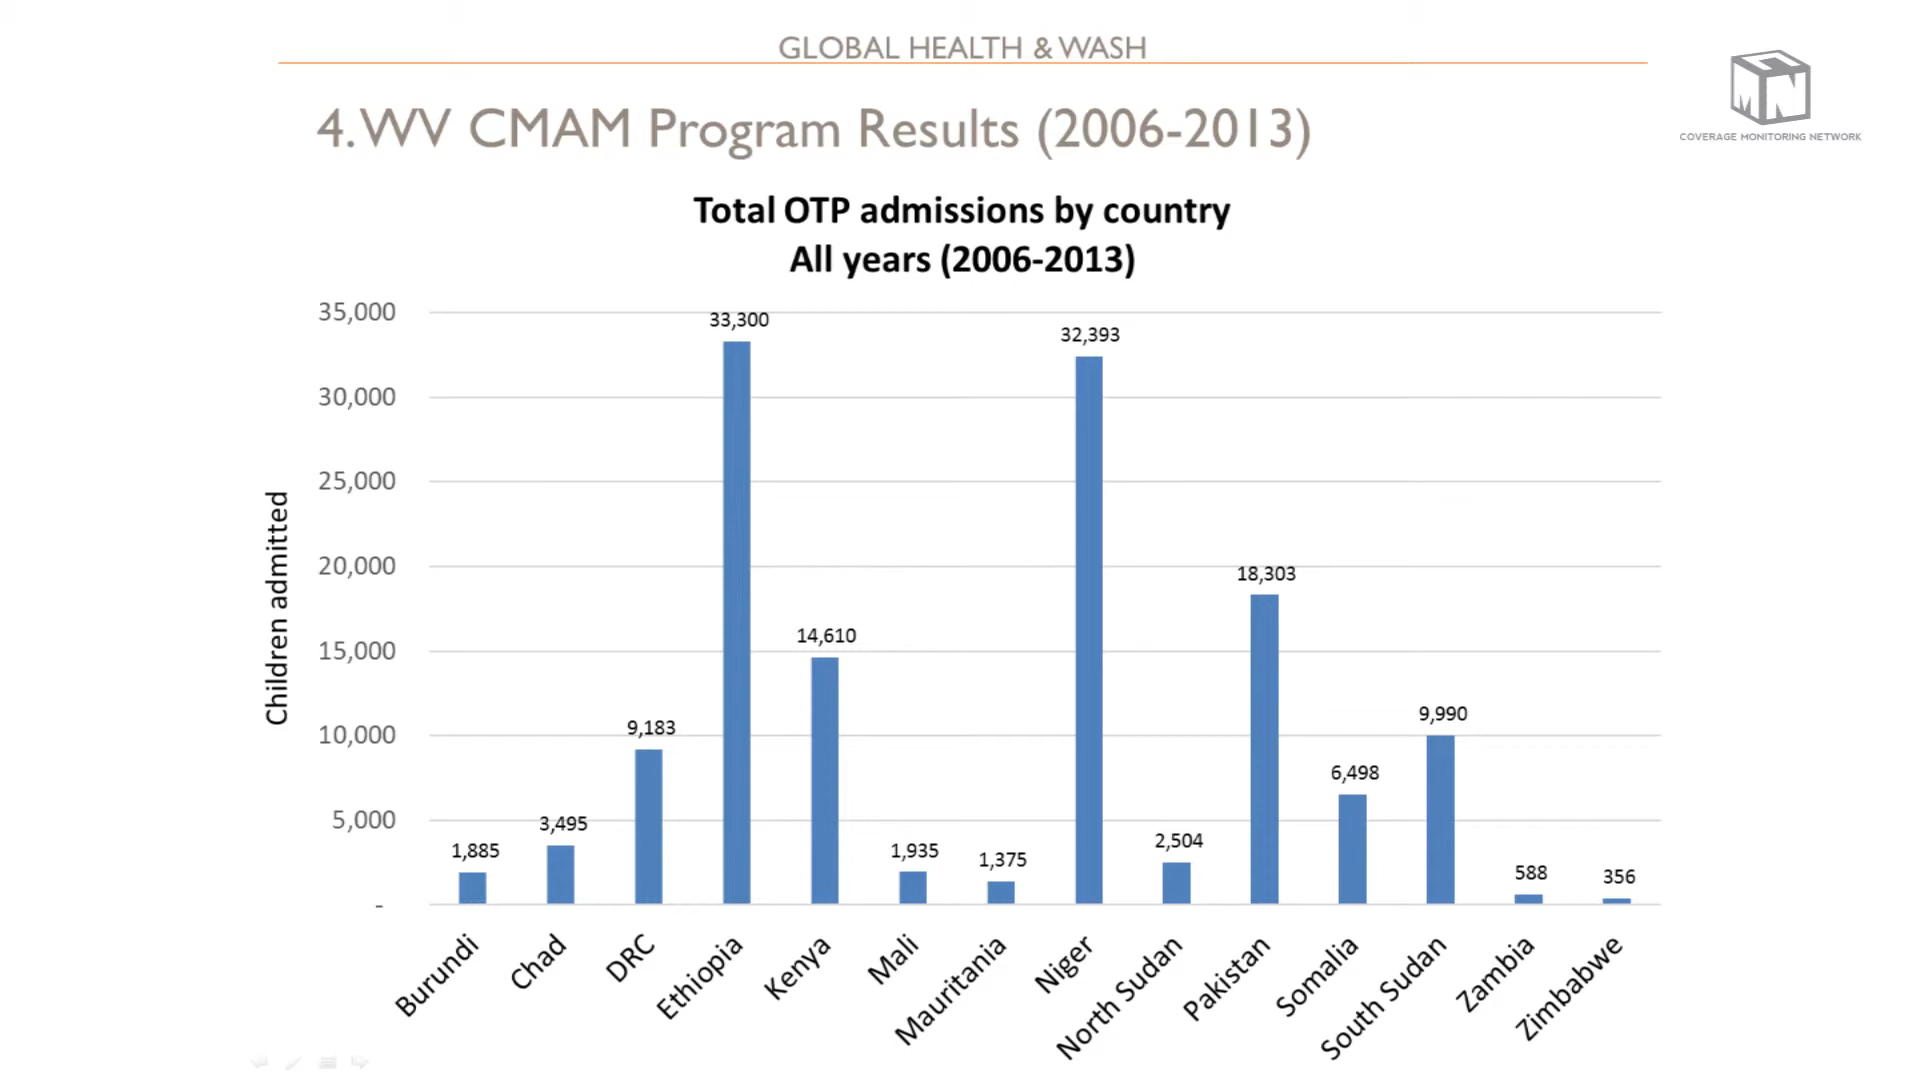 GLOBAL HEALTH & WASH
MN
COVERAGE MONITORING NETWORK
4. WV CMAM Program Results (2006-2013)
Total OTP admissions by country
All years (2006-2013)
Children admitted
35,000
30,000
25,000
20,000
15,000
10,000
5,000
-
1,885
3,495
9,183
33,300
14,610
1,935
1,375
32,393
2,504
18,303
6,498
9,990
588
356
Burundi
Chad
DRC
Ethiopia
Kenya
Mali
Mauritania
Niger
North Sudan
Pakistan
Somalia
South Sudan
Zambia
Zimbabwe